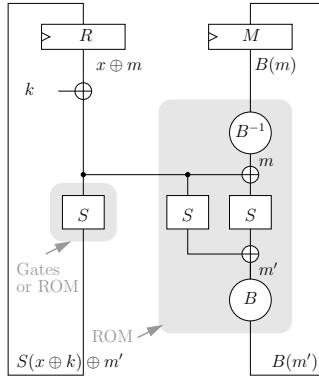 R
M
x ⊕ m
B(m)
k
B⁻¹
m
S
S
S
Gates
or ROM
m′
B
ROM
S(x ⊕ k) ⊕ m′
B(m′)